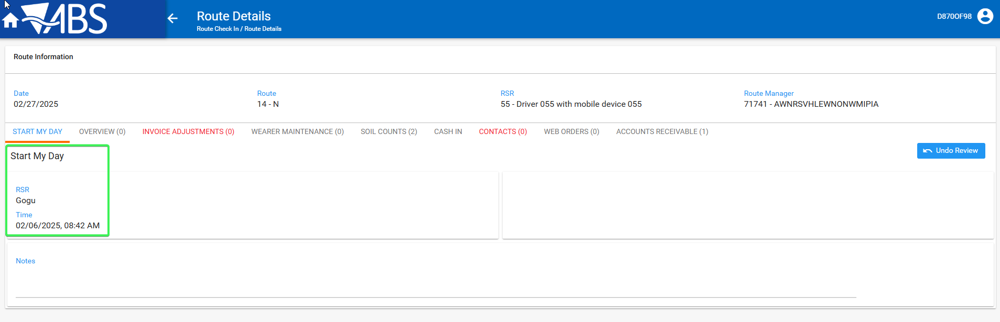 ABS
Route Details
Route Check In / Route Details
D870OF98
Route Information
Date
02/27/2025
Route
14 - N
RSR
55 - Driver 055 with mobile device 055
Route Manager
71741 - AWNRSVHLEWNONWMIPIA
START MY DAY
OVERVIEW (0)
INVOICE ADJUSTMENTS (0)
WEARER MAINTENANCE (0)
SOIL COUNTS (2)
CASH IN
CONTACTS (0)
WEB ORDERS (0)
ACCOUNTS RECEIVABLE (1)
Start My Day
Undo Review
RSR
Gogu
Time
02/06/2025, 08:42 AM
Notes